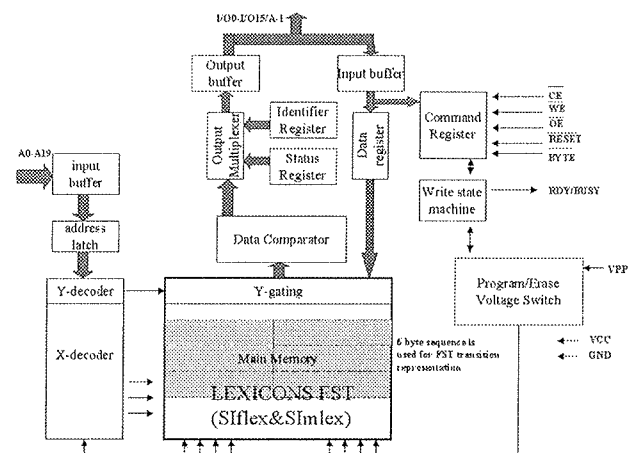 I/O0-I/O15/A-1
Output
buffer
Input buffer
Output
Multiplexer
Identifier
Register
Status
Register
Data
register
Command
Register
CE
WE
OE
RESET
BYTE
A0-A19
input
buffer
address
latch
Write state
machine
RDY/BUSY
Data Comparator
Y-decoder
Y-gating
Program/Erase
Voltage Switch
VPP
X-decoder
Main Memory
6 byte sequence is
used for FST transition
representation
VCC
GND
LEXICONS FST
(SIflex&SImlex)